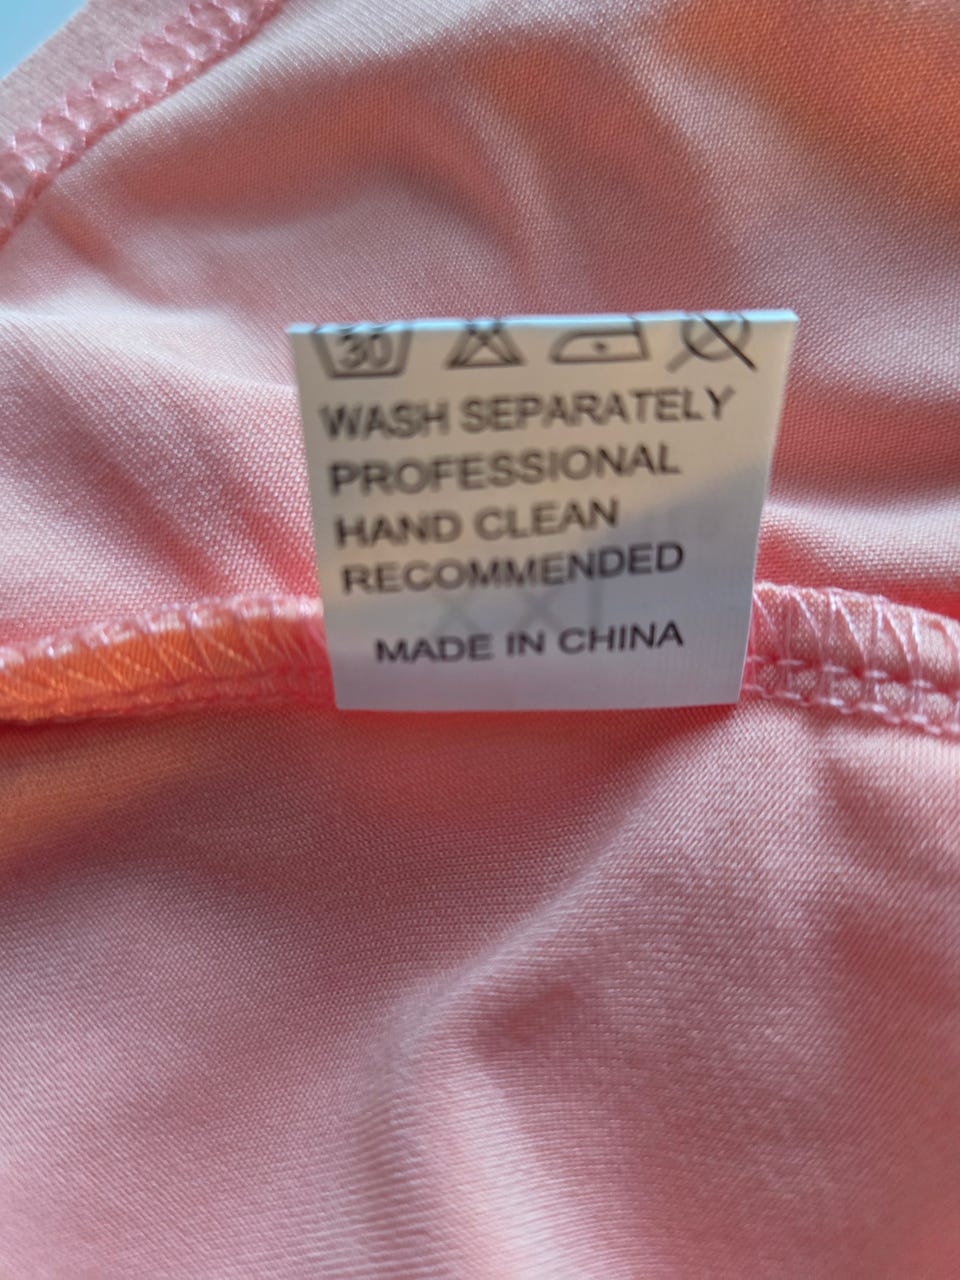 30
WASH SEPARATELY
PROFESSIONAL
HAND CLEAN
RECOMMENDED
MADE IN CHINA